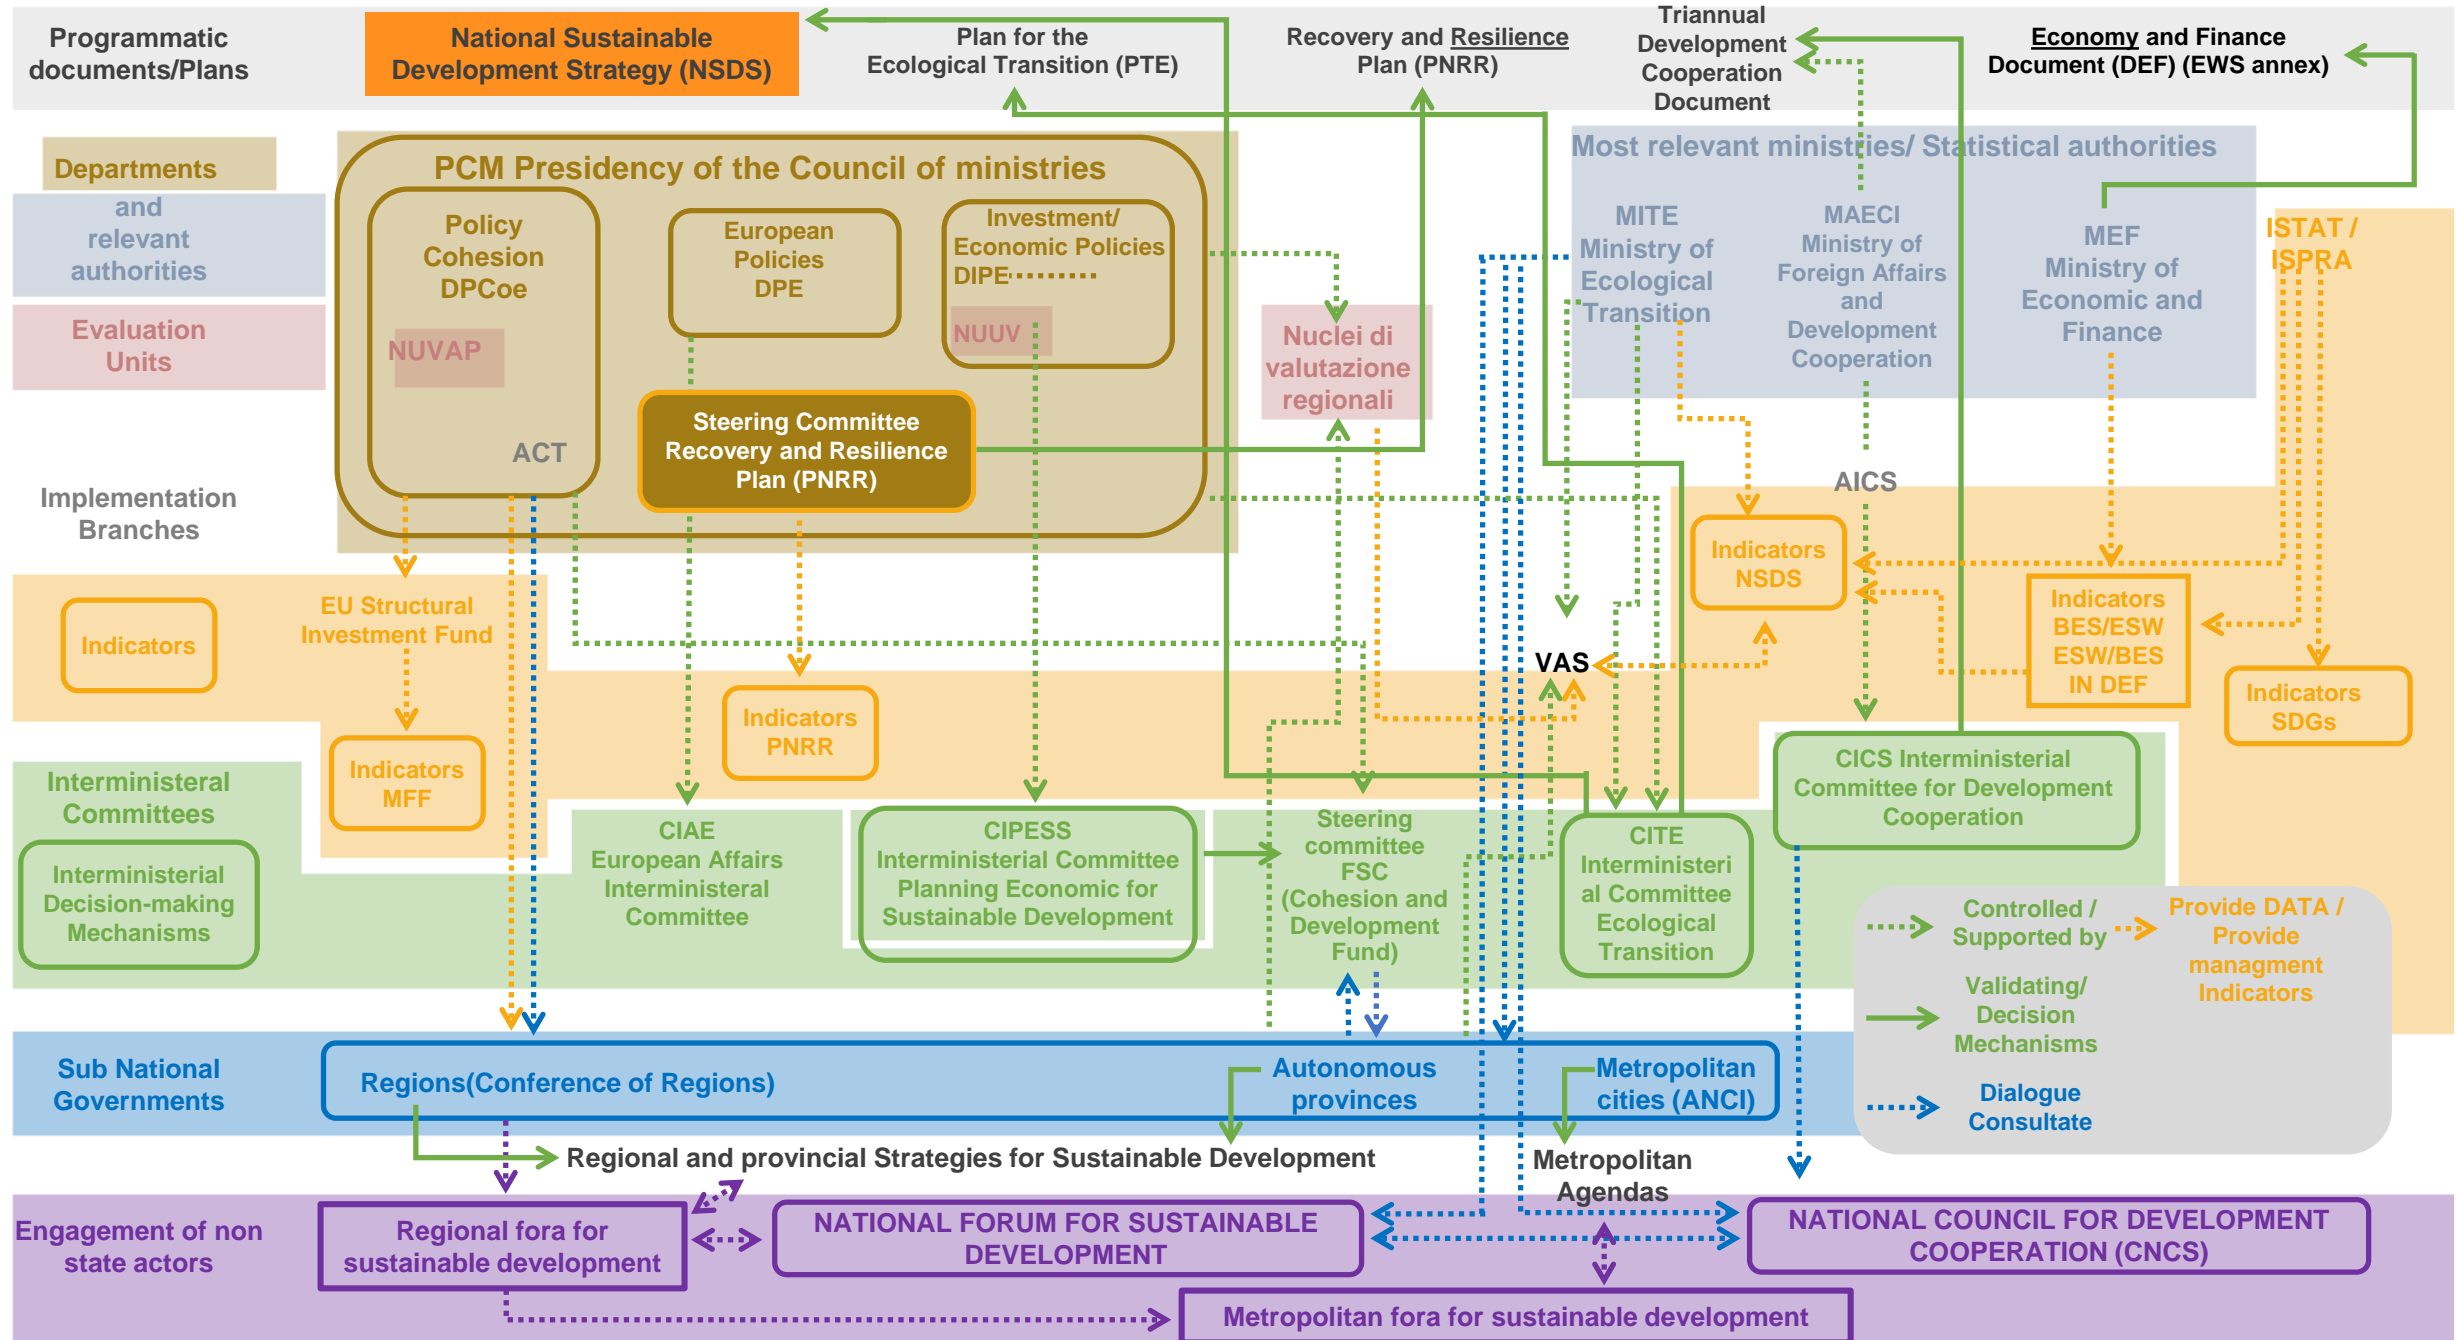 Programmatic
documents/Plans
National Sustainable
Development Strategy (NSDS)
Plan for the
Ecological Transition (PTE)
Recovery and Resilience
Plan (PNRR)
Triannual
Development
Cooperation
Document
Economy and Finance
Document (DEF) (EWS annex)
Departments
and
relevant
authorities
Evaluation
Units
Implementation
Branches
PCM Presidency of the Council of ministries
Policy
Cohesion
DPCoe
NUVAP
ACT
European
Policies
DPE
Investment/
Economic Policies
DIPE
NUUV
Steering Committee
Recovery and Resilience
Plan (PNRR)
Nuclei di
valutazione
regionali
Most relevant ministries/ Statistical authorities
MITE
Ministry of
Ecological
Transition
MAECI
Ministry of
Foreign Affairs
and
Development
Cooperation
MEF
Ministry of
Economic and
Finance
ISTAT /
ISPRA
AICS
Indicators
EU Structural
Investment Fund
Indicators
MFF
Indicators
PNRR
VAS
Indicators
NSDS
Indicators
BES/ESW
ESW/BES
IN DEF
Indicators
SDGs
Interministeral
Committees
Interministerial
Decision-making
Mechanisms
CIAE
European Affairs
Interministeral
Committee
CIPESS
Interministerial Committee
Planning Economic for
Sustainable Development
Steering
committee
FSC
(Cohesion and
Development
Fund)
CITE
Interministeri
al Committee
Ecological
Transition
CICS Interministerial
Committee for Development
Cooperation
Controlled /
Supported by
Validating/
Decision
Mechanisms
Dialogue
Consultate
Provide DATA /
Provide
managment
Indicators
Sub National
Governments
Regions(Conference of Regions)
Autonomous
provinces
Metropolitan
cities (ANCI)
Regional and provincial Strategies for Sustainable Development
Metropolitan
Agendas
Engagement of non
state actors
Regional fora for
sustainable development
NATIONAL FORUM FOR SUSTAINABLE
DEVELOPMENT
NATIONAL COUNCIL FOR DEVELOPMENT
COOPERATION (CNCS)
Metropolitan fora for sustainable development